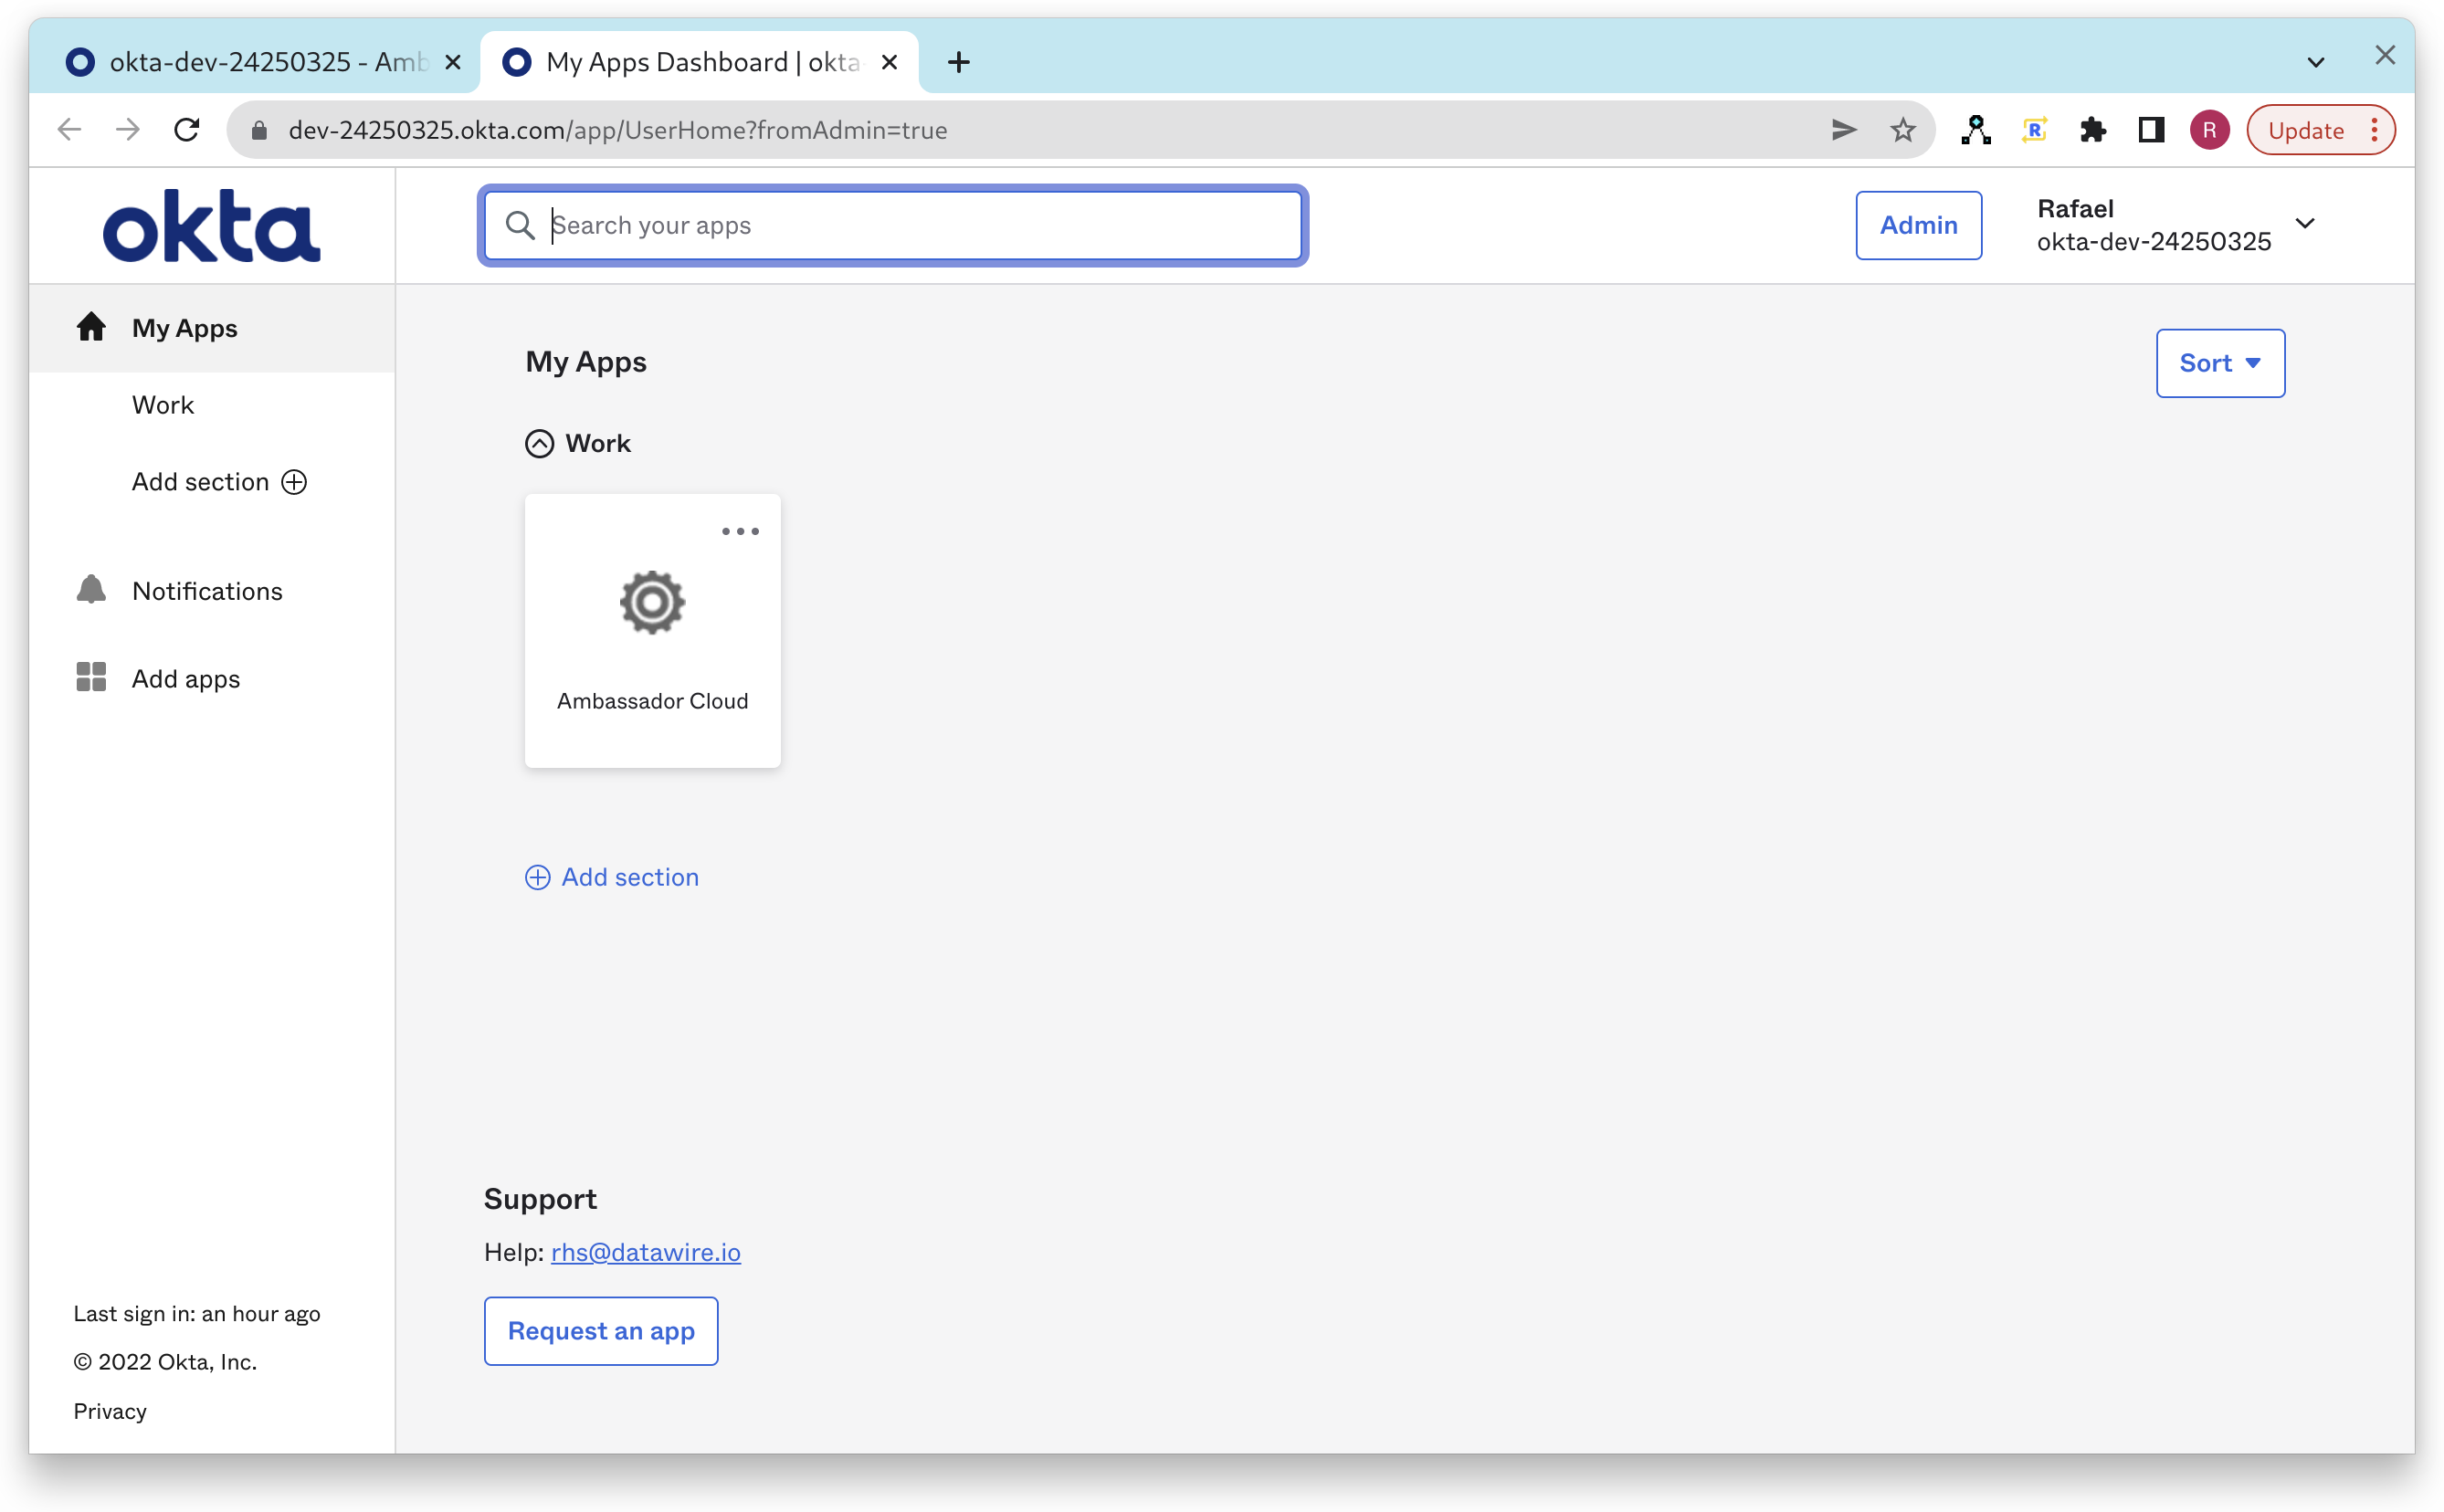 okta-dev-24250325 - Amb
My Apps Dashboard | okta-
dev-24250325.okta.com/app/UserHome?fromAdmin=true
R
R
Update
okta
Search your apps
Admin
Rafael
okta-dev-24250325
My Apps
Work
Add section
Notifications
Add apps
My Apps
Sort
Work
Ambassador Cloud
Add section
Support
Help: rhs@datawire.io
Request an app
Last sign in: an hour ago
© 2022 Okta, Inc.
Privacy